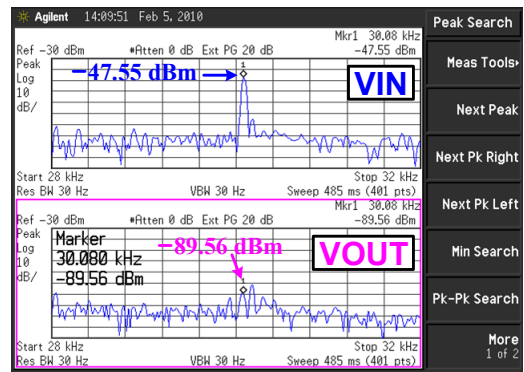 Agilent 14:09:51 Feb 5, 2010
Peak Search
Mkr1 30.08 kHz
Ref −30 dBm #Atten 0 dB Ext PG 20 dB −47.55 dBm
Peak
Log
10
dB/
1
−47.55 dBm
VIN
Meas Tools▸
Next Peak
Next Pk Right
Start 28 kHz Stop 32 kHz
Res BW 30 Hz VBW 30 Hz Sweep 485 ms (401 pts)
Next Pk Left
Mkr1 30.08 kHz
Ref −30 dBm #Atten 0 dB Ext PG 20 dB −89.56 dBm
Peak
Log
10
dB/
Marker
30.080 kHz
−89.56 dBm
−89.56 dBm
1
VOUT
Min Search
Pk-Pk Search
Start 28 kHz Stop 32 kHz
Res BW 30 Hz VBW 30 Hz Sweep 485 ms (401 pts)
More
1 of 2